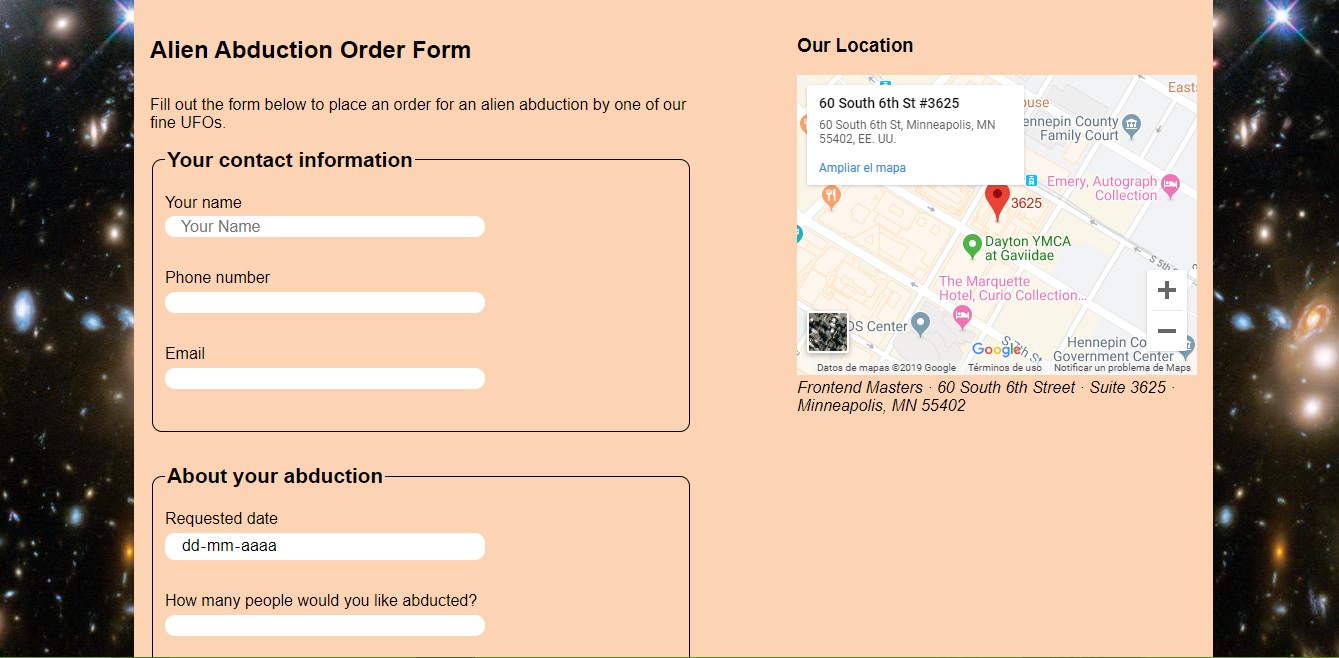 Alien Abduction Order Form
Fill out the form below to place an order for an alien abduction by one of our
fine UFOs.
Your contact information
Your name
Your Name
Phone number
Email
About your abduction
Requested date
dd-mm-aaaa
How many people would you like abducted?
Our Location
60 South 6th St #3625
60 South 6th St, Minneapolis, MN
55402, EE. UU.
Ampliar el mapa
Hennepin County
Family Court
Emery, Autograph
Collection
3625
Dayton YMCA
at Gaviidae
The Marquette
Hotel, Curio Collection...
Center
S 7th St
Hennepin Co
Government Center
Google
Datos de mapas ©2019 Google Términos de uso Notificar un problema de Maps
Frontend Masters · 60 South 6th Street · Suite 3625 ·
Minneapolis, MN 55402